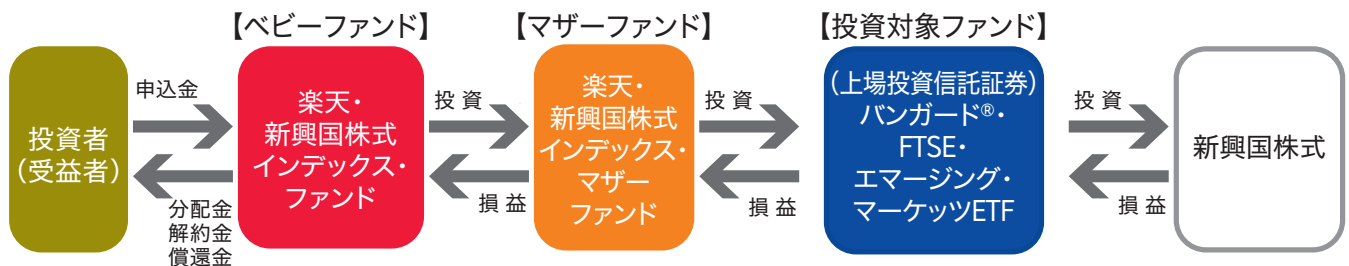 【ベビーファンド】
【マザーファンド】
【投資対象ファンド】
投資者
(受益者)
申込金
分配金
解約金
償還金
楽天・
新興国株式
インデックス・
ファンド
投 資
損 益
楽天・
新興国株式
インデックス・
マザー
ファンド
投 資
損 益
(上場投資信託証券)
バンガード®・
FTSE・
エマージング・
マーケッツETF
投 資
損 益
新興国株式